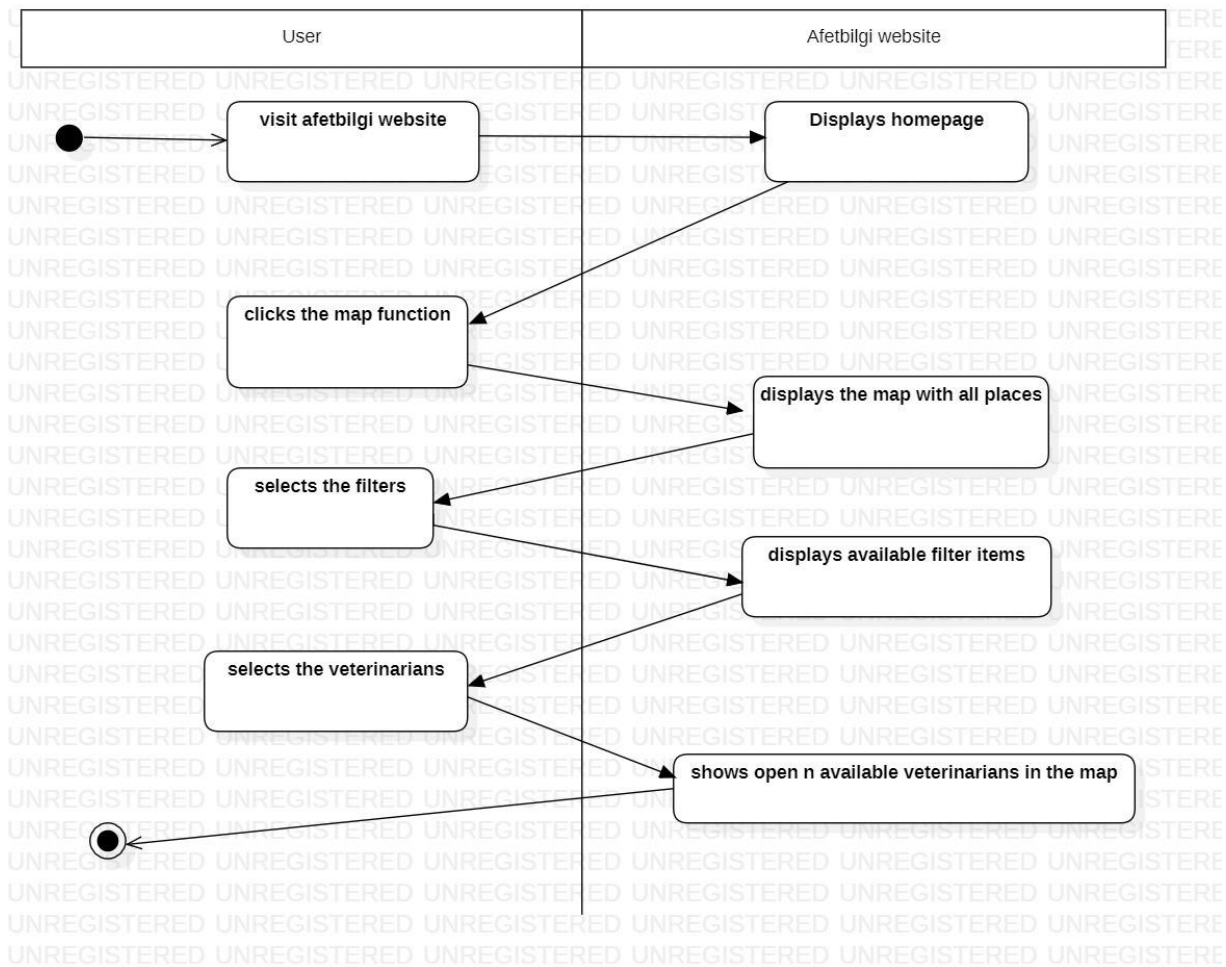 User
Afetbilgi website
visit afetbilgi website
Displays homepage
clicks the map function
displays the map with all places
selects the filters
displays available filter items
selects the veterinarians
shows open n available veterinarians in the map
UNREGISTERED